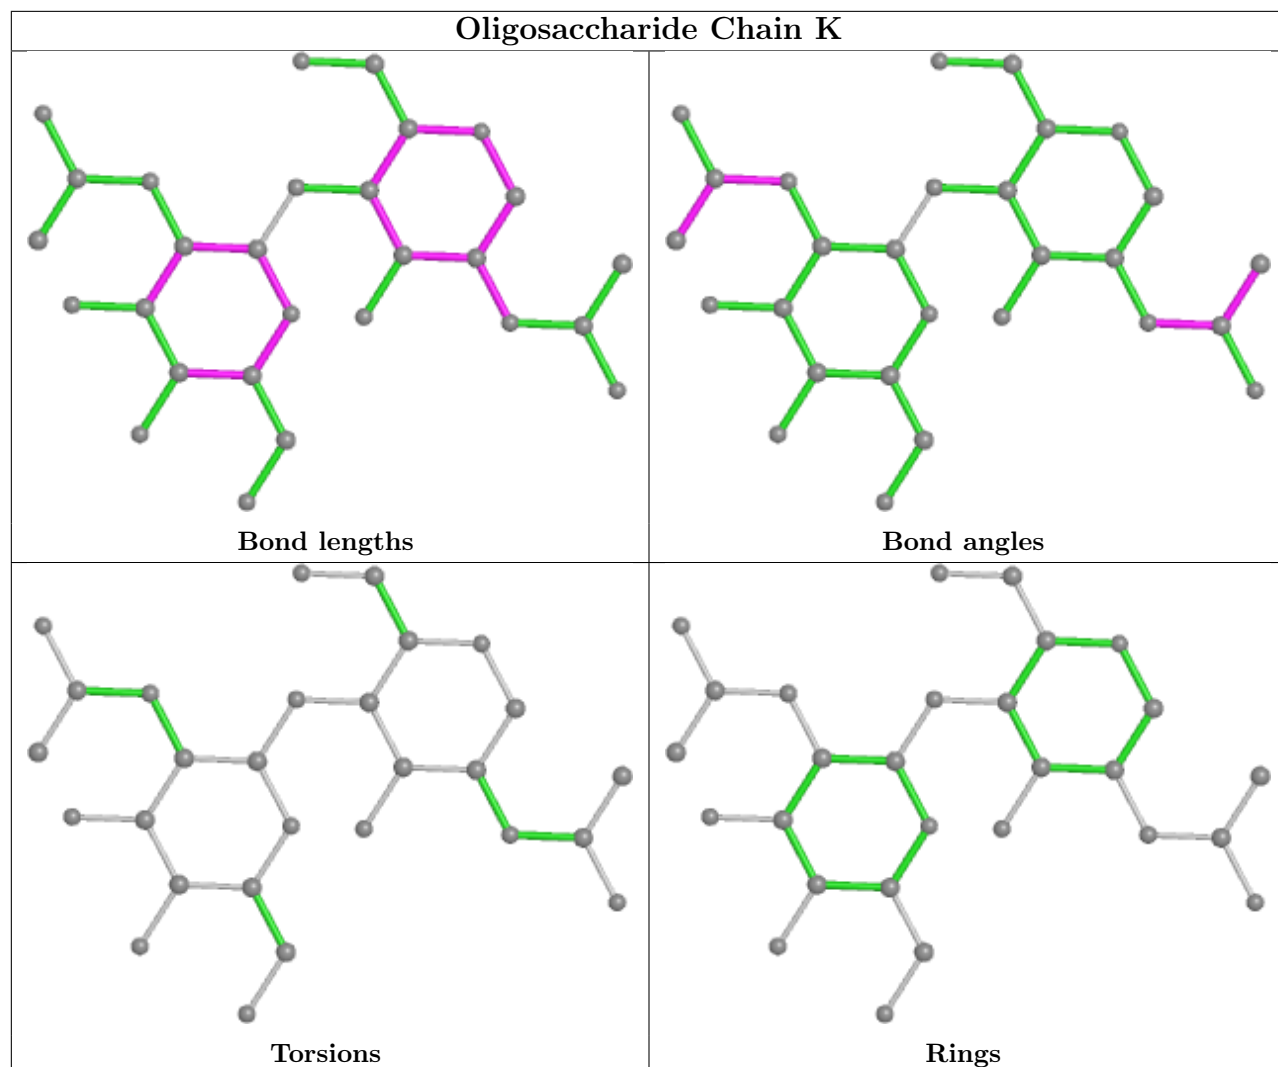 Oligosaccharide Chain K
Bond lengths
Bond angles
Torsions
Rings